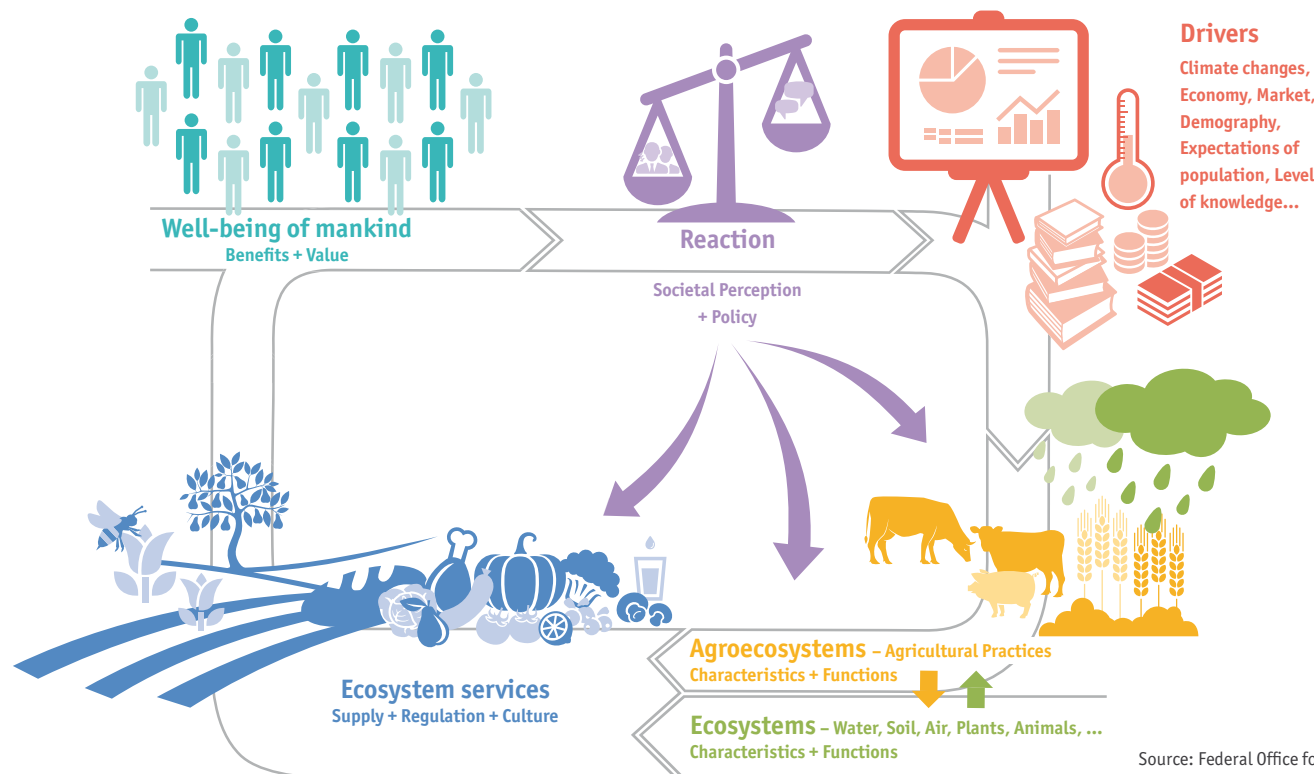 Drivers
Climate changes,
Economy, Market,
Demography,
Expectations of
population, Level
of knowledge...
Well-being of mankind
Benefits + Value
Reaction
Societal Perception
+ Policy
Agroecosystems – Agricultural Practices
Characteristics + Functions
Ecosystem services
Supply + Regulation + Culture
Ecosystems – Water, Soil, Air, Plants, Animals, ...
Characteristics + Functions
Source: Federal Office fo